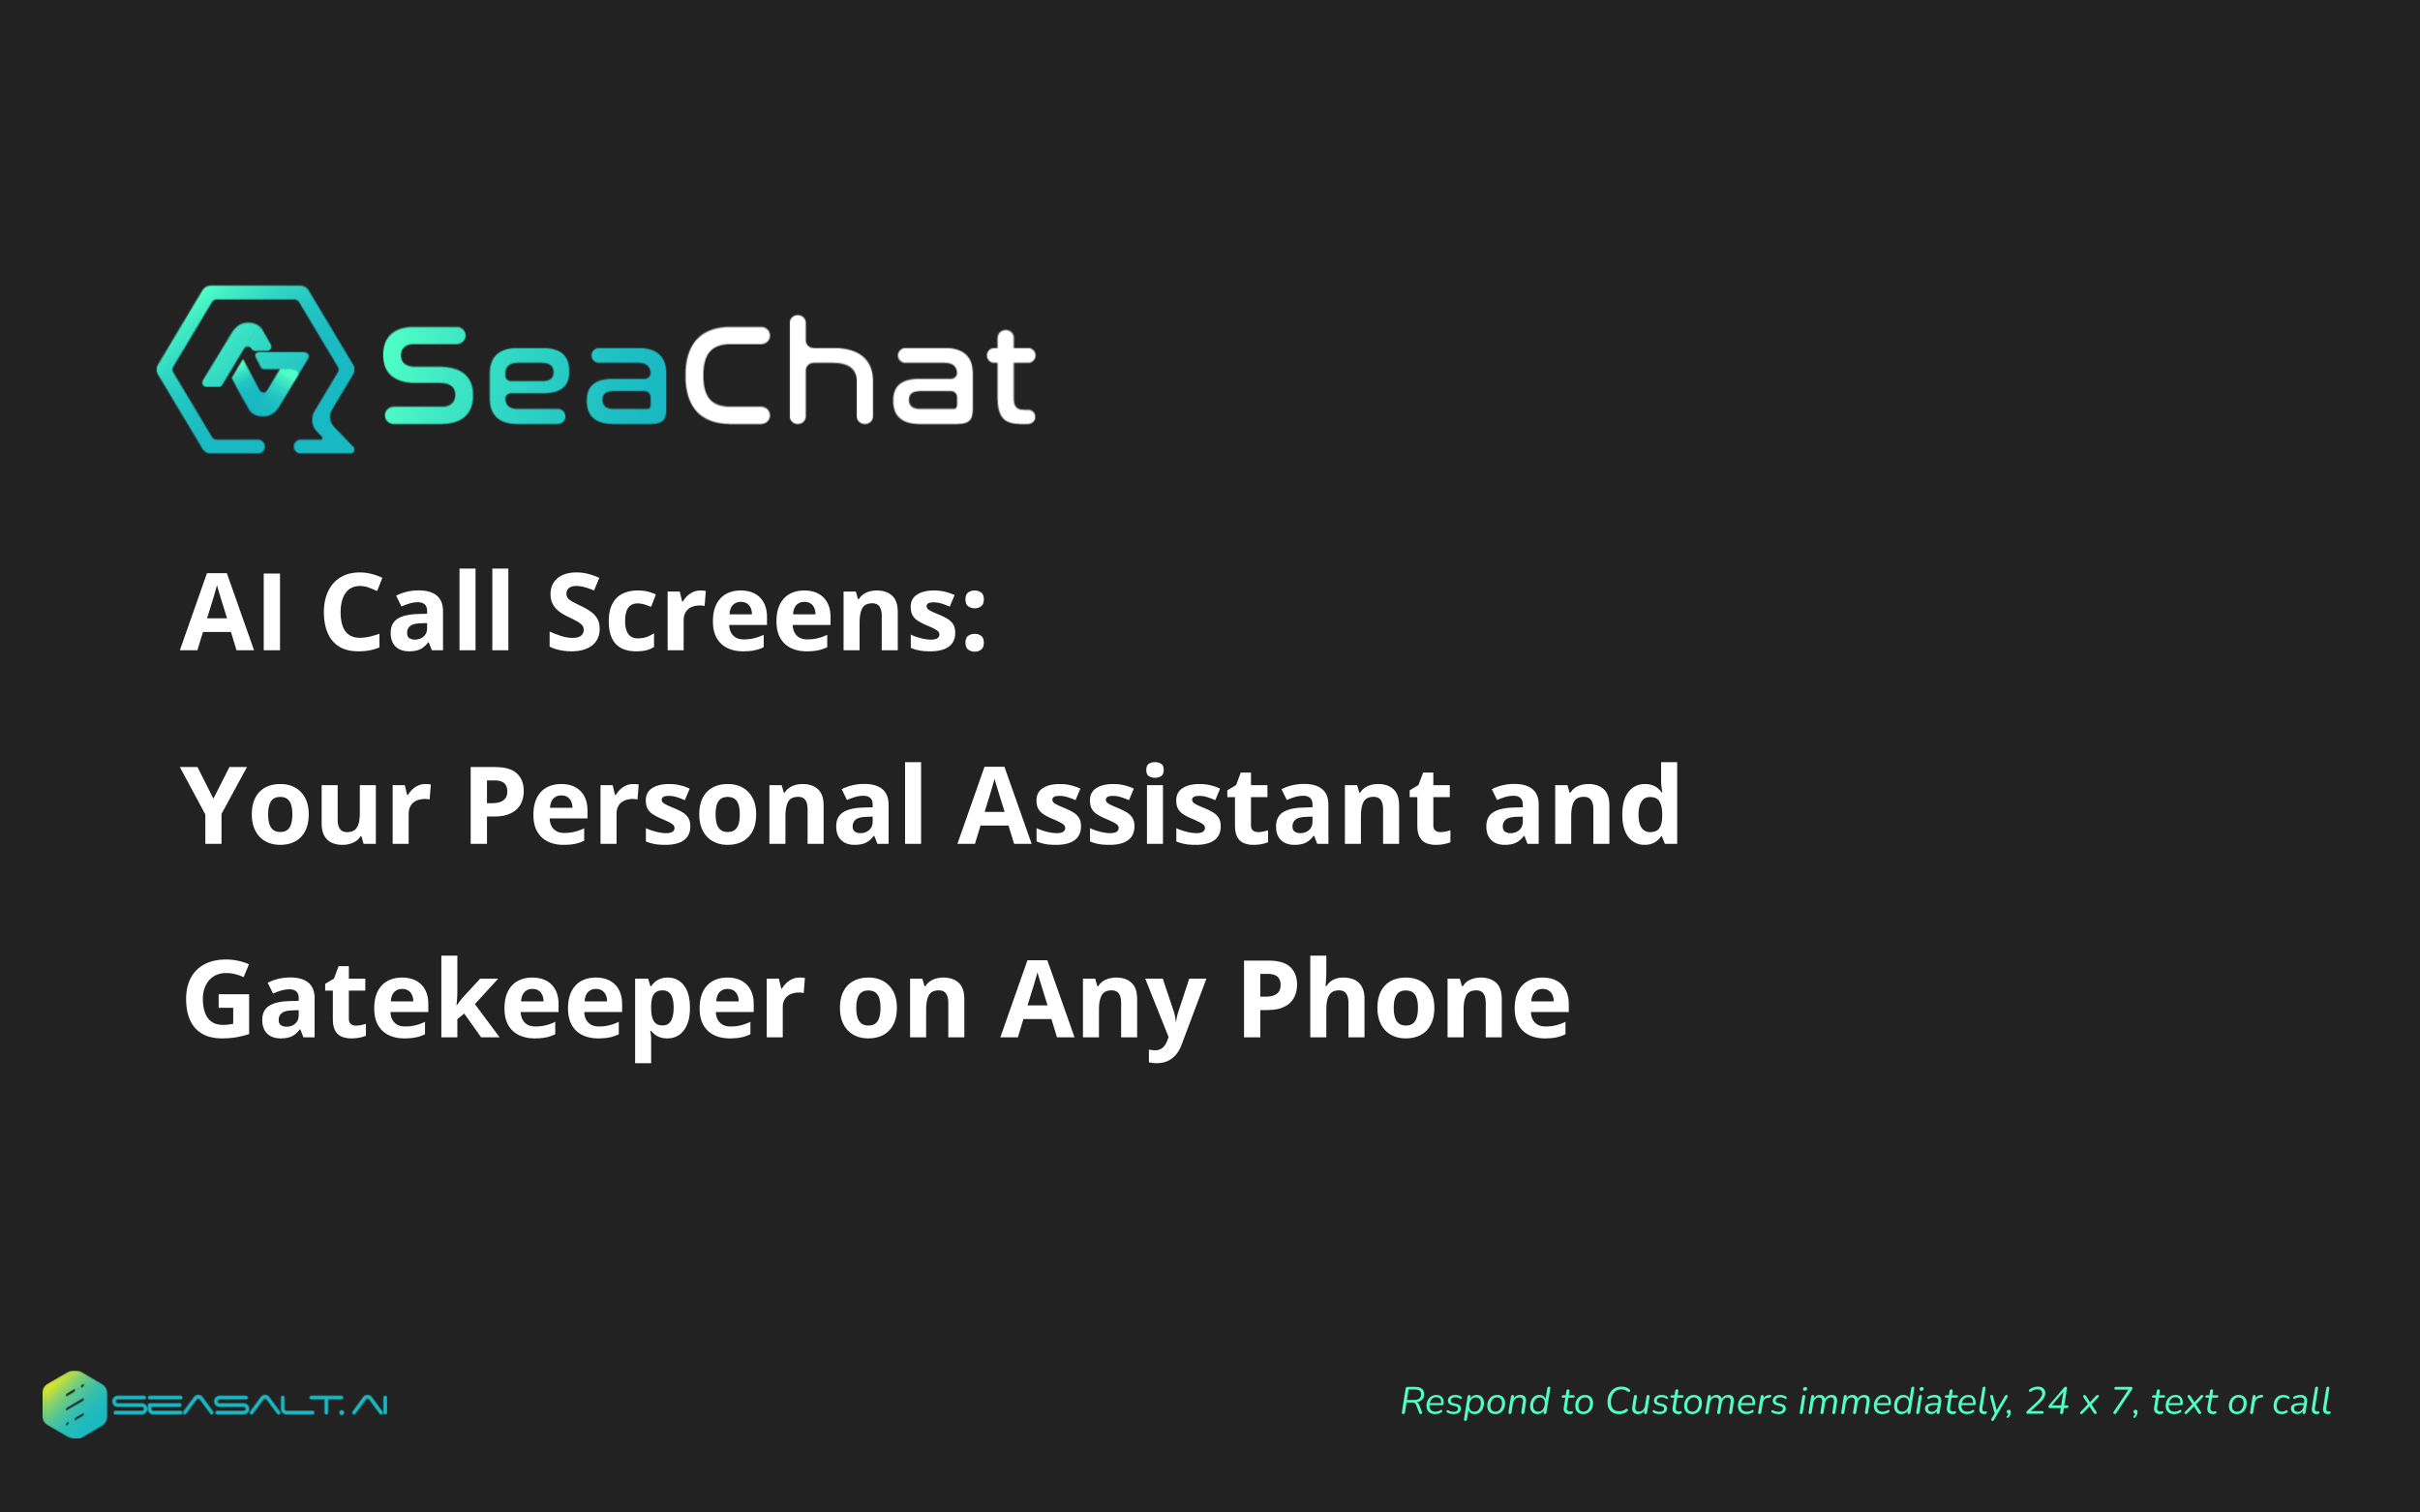 SeaChat
AI Call Screens:
Your Personal Assistant and
Gatekeeper on Any Phone
SEASALT.AI
Respond to Customers immediately, 24 x 7, text or call